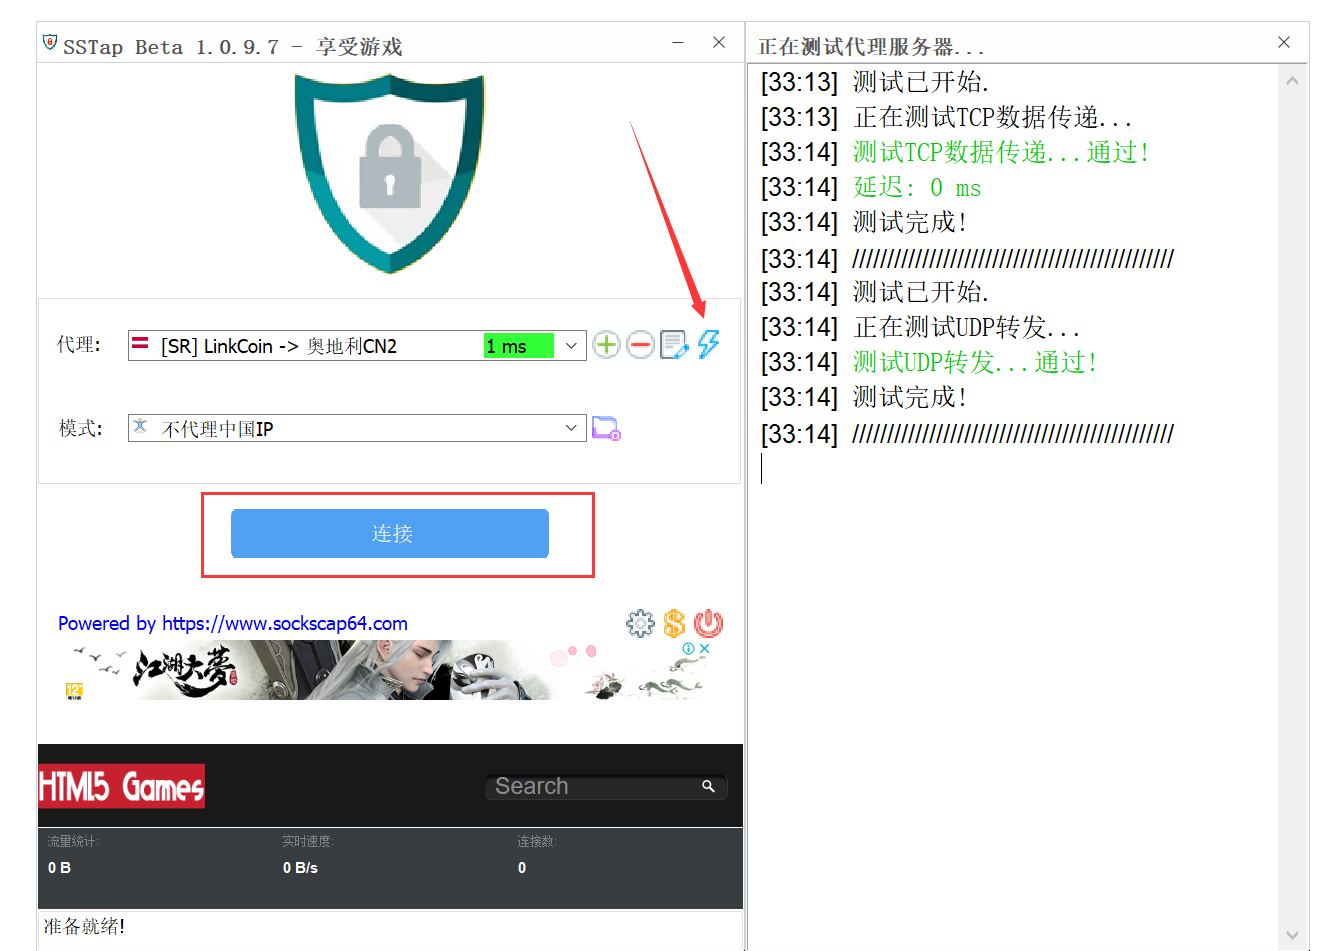 SSTap Beta 1.0.9.7 - 享受游戏
代理:
[SR] LinkCoin -> 奥地利CN2
1 ms
模式:
不代理中国IP
连接
Powered by https://www.sockscap64.com
江湖大夢
12+
HTML5 Games
Search
流量统计:
实时速度:
连接数:
0 B
0 B/s
0
准备就绪!
正在测试代理服务器...
[33:13] 测试已开始.
[33:13] 正在测试TCP数据传递...
[33:14] 测试TCP数据传递...通过!
[33:14] 延迟: 0 ms
[33:14] 测试完成!
[33:14] //////////////////////////////////////////////
[33:14] 测试已开始.
[33:14] 正在测试UDP转发...
[33:14] 测试UDP转发...通过!
[33:14] 测试完成!
[33:14] //////////////////////////////////////////////